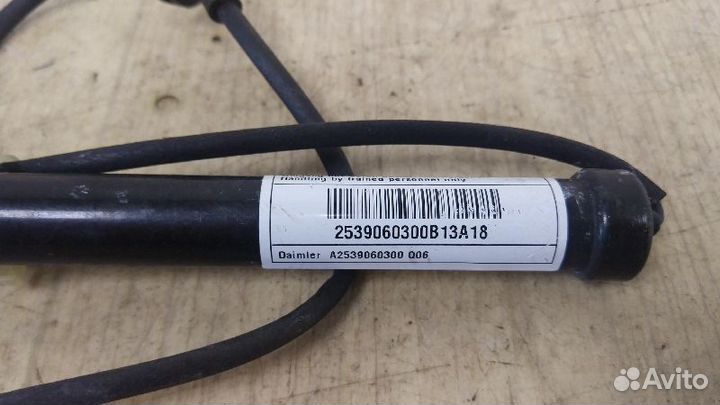 Handling by trained personnel only
2539060300B13A18
Daimler A2539060300 Q06
Avito